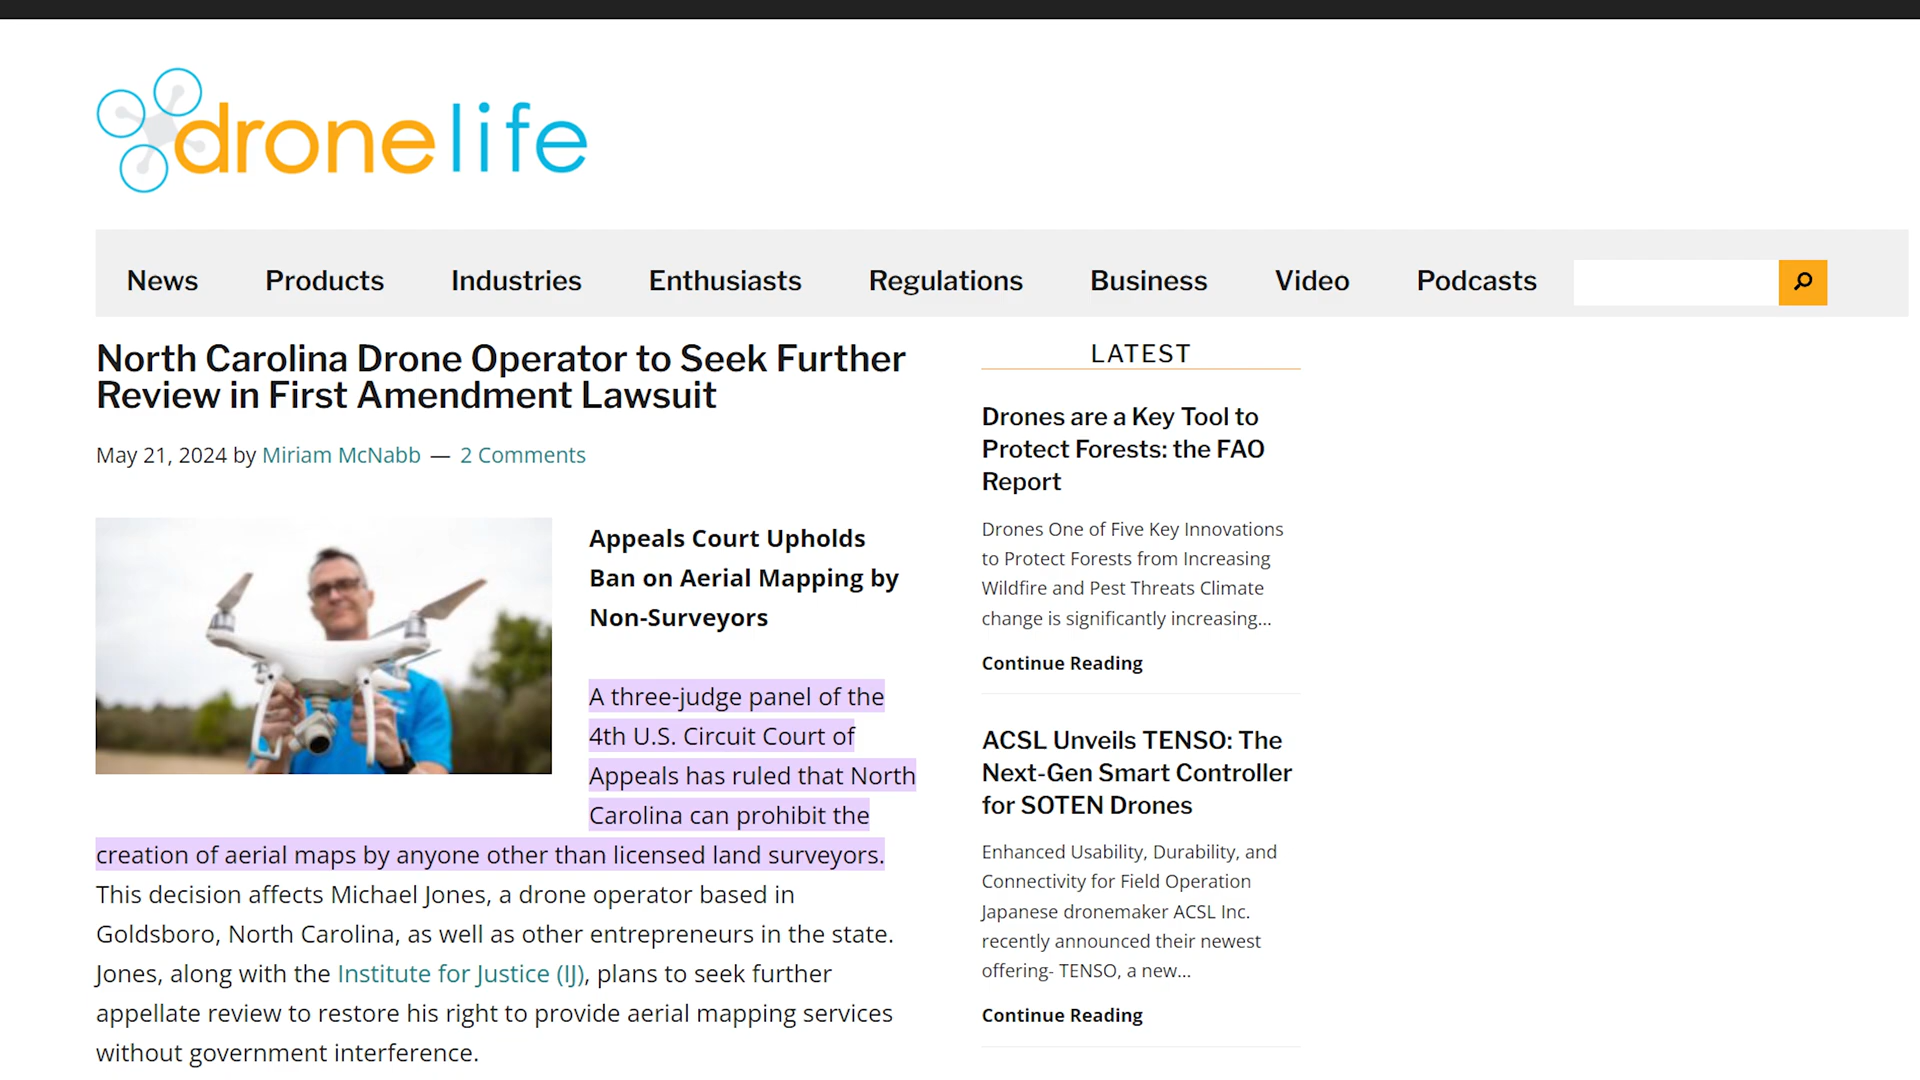 dronelife
News
Products
Industries
Enthusiasts
Regulations
Business
Video
Podcasts
North Carolina Drone Operator to Seek Further
Review in First Amendment Lawsuit
May 21, 2024 by Miriam McNabb — 2 Comments
Appeals Court Upholds
Ban on Aerial Mapping by
Non-Surveyors
A three-judge panel of the
4th U.S. Circuit Court of
Appeals has ruled that North
Carolina can prohibit the
creation of aerial maps by anyone other than licensed land surveyors.
This decision affects Michael Jones, a drone operator based in
Goldsboro, North Carolina, as well as other entrepreneurs in the state.
Jones, along with the Institute for Justice (IJ), plans to seek further
appellate review to restore his right to provide aerial mapping services
without government interference.
LATEST
Drones are a Key Tool to
Protect Forests: the FAO
Report
Drones One of Five Key Innovations
to Protect Forests from Increasing
Wildfire and Pest Threats Climate
change is significantly increasing...
Continue Reading
ACSL Unveils TENSO: The
Next-Gen Smart Controller
for SOTEN Drones
Enhanced Usability, Durability, and
Connectivity for Field Operation
Japanese dronemaker ACSL Inc.
recently announced their newest
offering- TENSO, a new...
Continue Reading